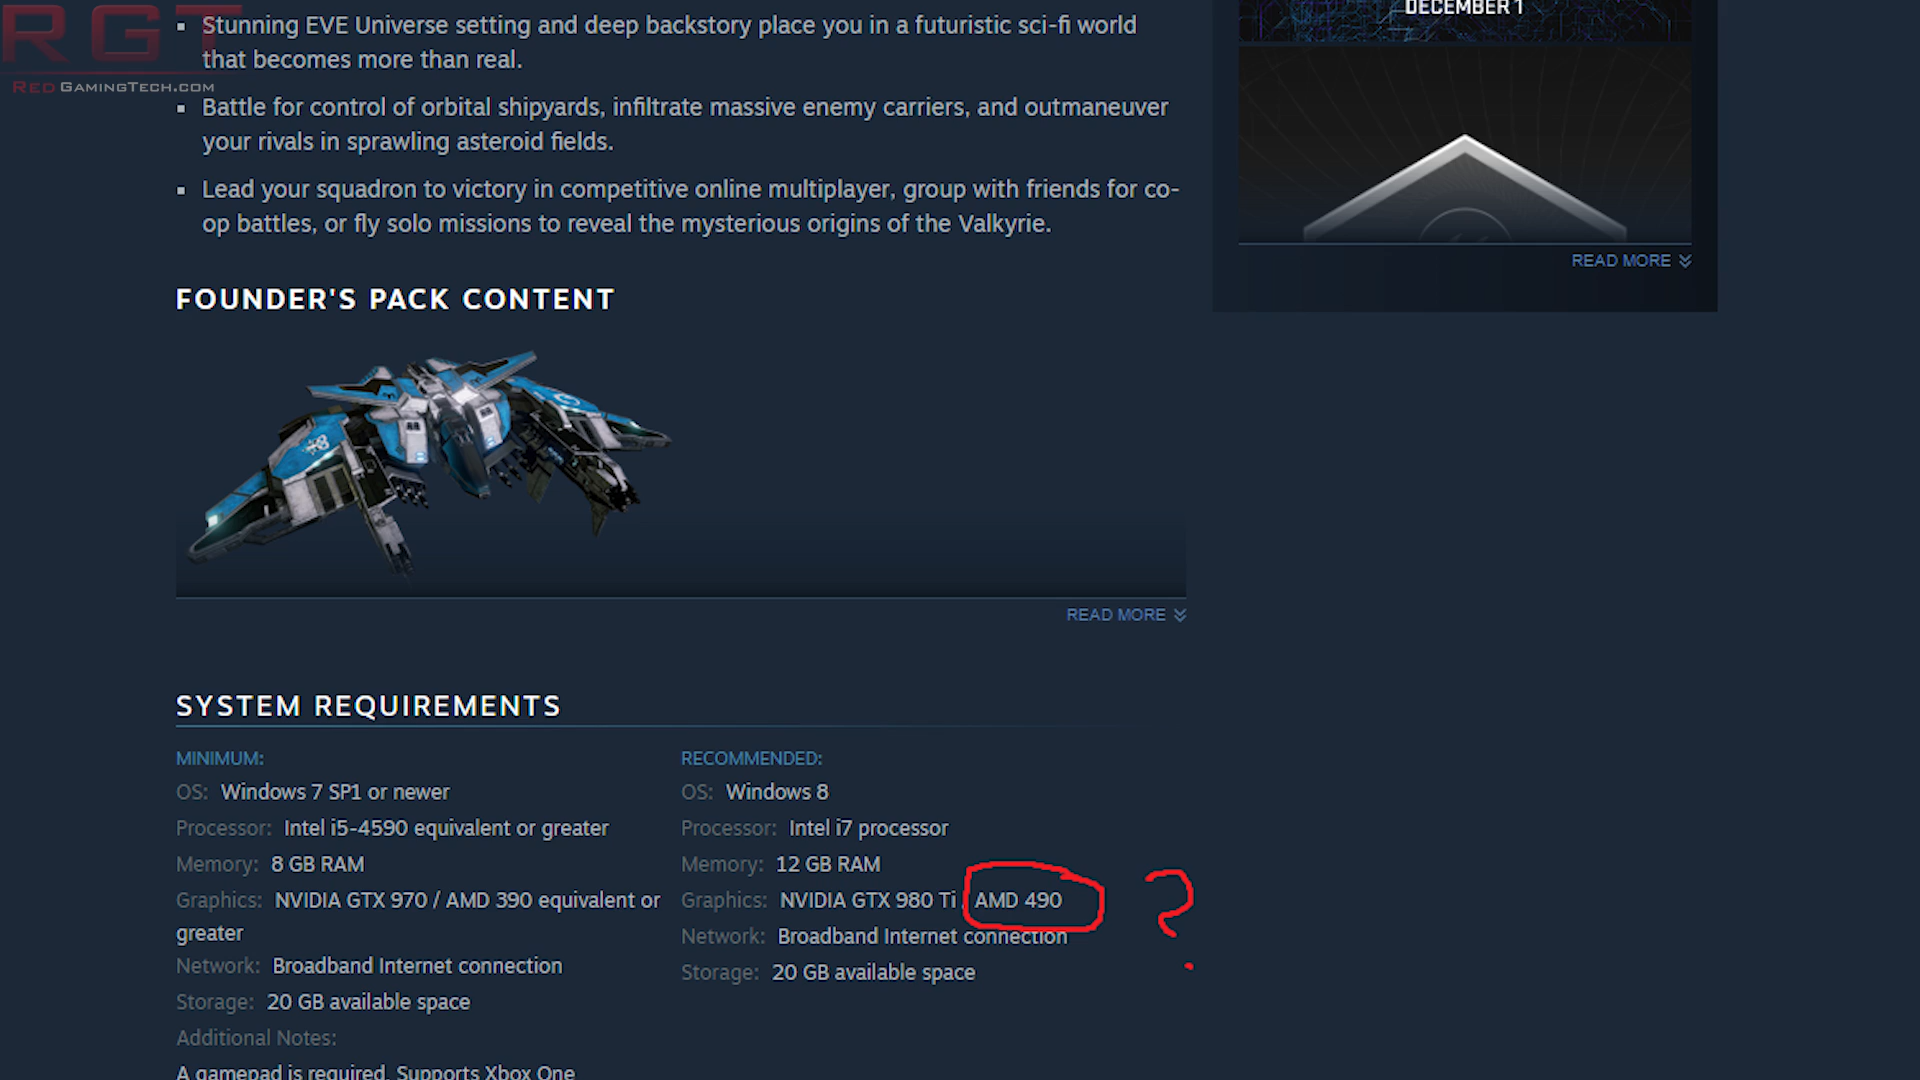 RGT
RED GAMINGTECH.COM
Stunning EVE Universe setting and deep backstory place you in a futuristic sci-fi world
that becomes more than real.
Battle for control of orbital shipyards, infiltrate massive enemy carriers, and outmaneuver
your rivals in sprawling asteroid fields.
Lead your squadron to victory in competitive online multiplayer, group with friends for co-
op battles, or fly solo missions to reveal the mysterious origins of the Valkyrie.
FOUNDER'S PACK CONTENT
READ MORE
SYSTEM REQUIREMENTS
MINIMUM:
OS: Windows 7 SP1 or newer
Processor: Intel i5-4590 equivalent or greater
Memory: 8 GB RAM
Graphics: NVIDIA GTX 970 / AMD 390 equivalent or
greater
Network: Broadband Internet connection
Storage: 20 GB available space
Additional Notes:
A gamepad is required. Supports Xbox One
RECOMMENDED:
OS: Windows 8
Processor: Intel i7 processor
Memory: 12 GB RAM
Graphics: NVIDIA GTX 980 Ti / AMD 490
Network: Broadband Internet connection
Storage: 20 GB available space
?
DECEMBER 1
READ MORE